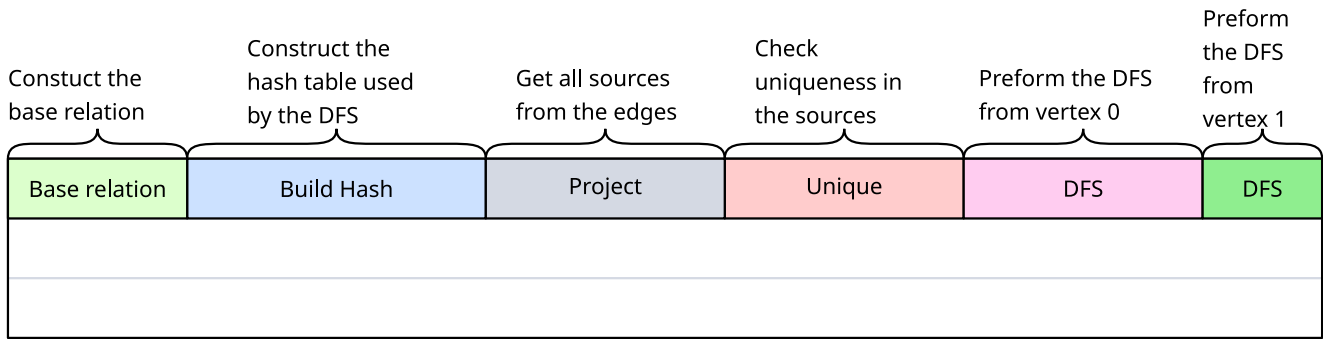 Constuct the
base relation
Construct the
hash table used
by the DFS
Get all sources
from the edges
Check
uniqueness in
the sources
Preform the DFS
from vertex 0
Preform
the DFS
from
vertex 1
Base relation
Build Hash
Project
Unique
DFS
DFS